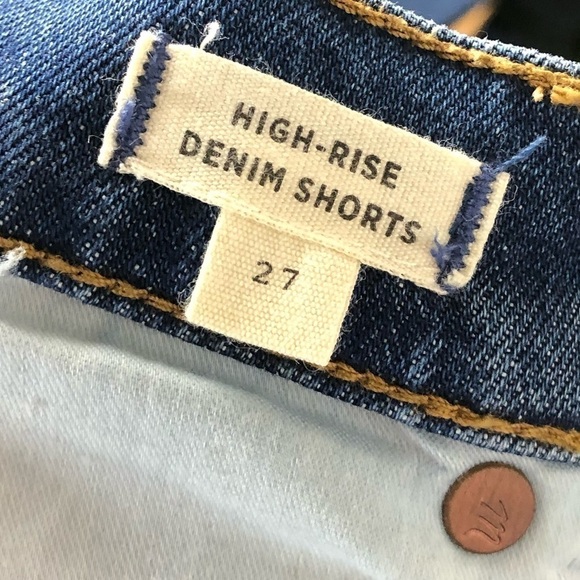 HIGH-RISE
DENIM SHORTS
27
m